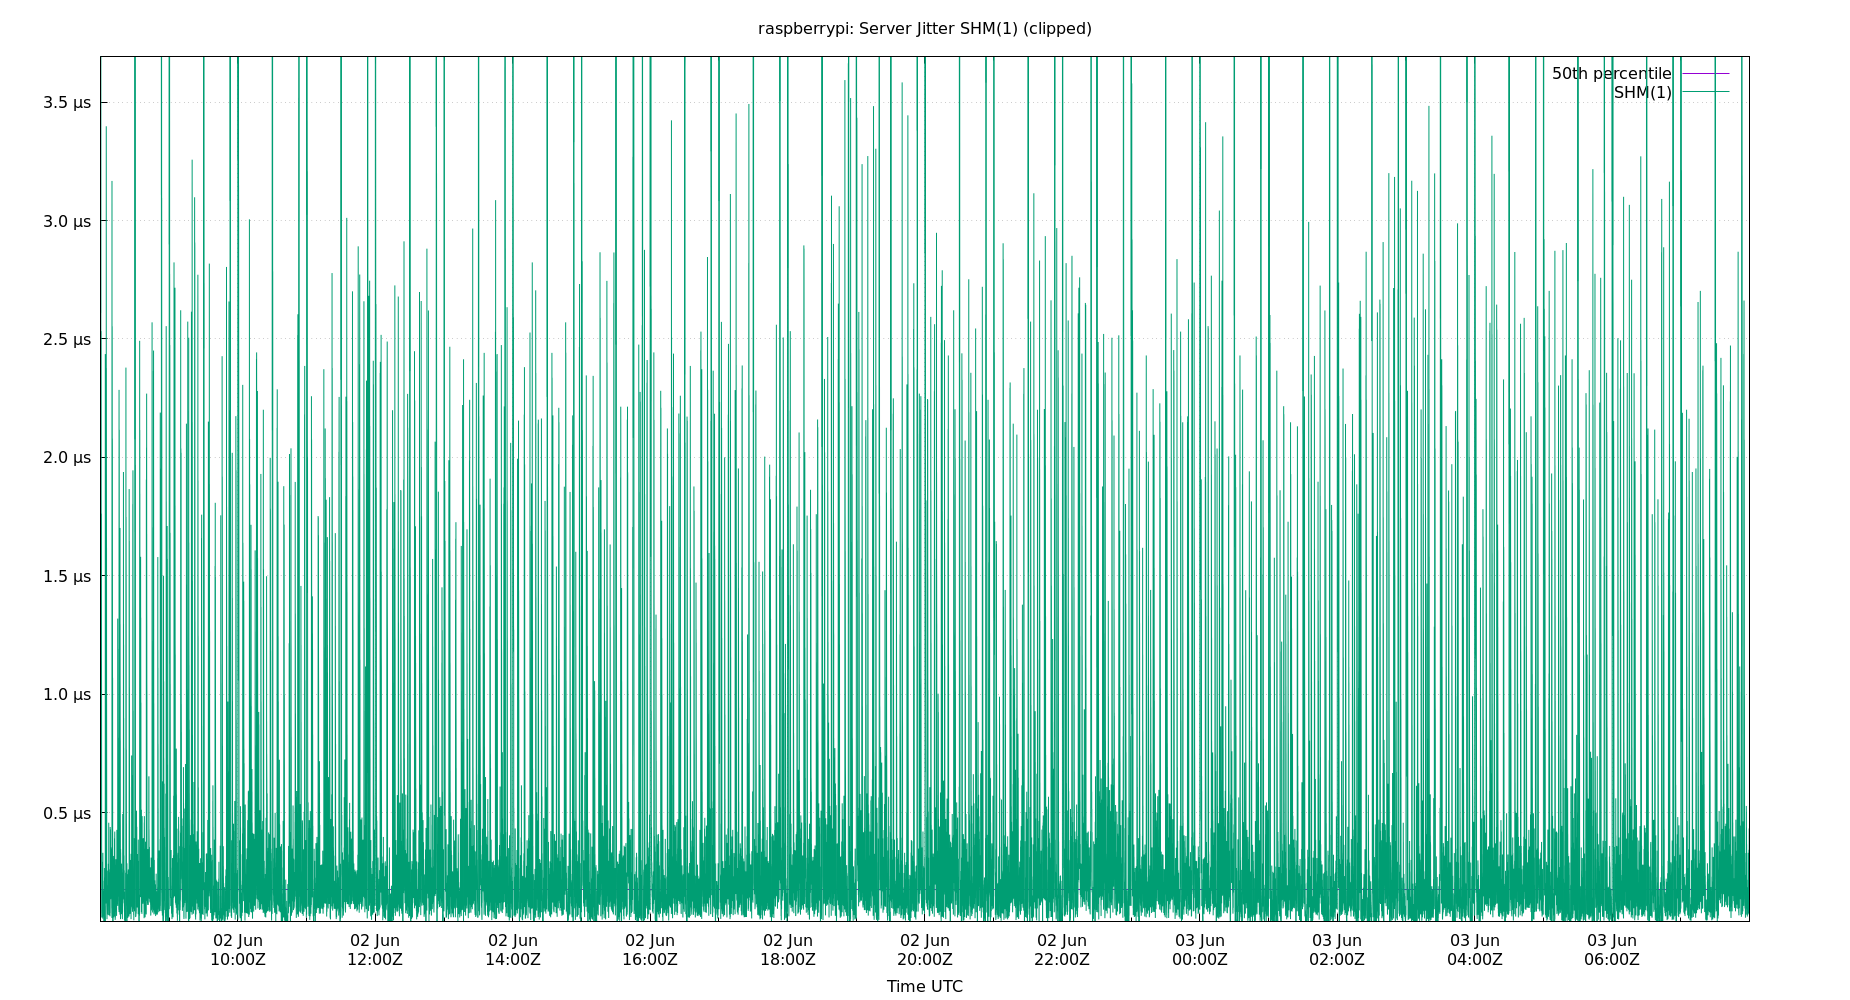 raspberrypi: Server Jitter SHM(1) (clipped)
50th percentile
SHM(1)
3.5 μs
3.0 μs
2.5 μs
2.0 μs
1.5 μs
1.0 μs
0.5 μs
02 Jun 02 Jun 02 Jun 02 Jun 02 Jun 02 Jun 02 Jun 03 Jun 03 Jun 03 Jun 03 Jun
10:00Z 12:00Z 14:00Z 16:00Z 18:00Z 20:00Z 22:00Z 00:00Z 02:00Z 04:00Z 06:00Z
Time UTC